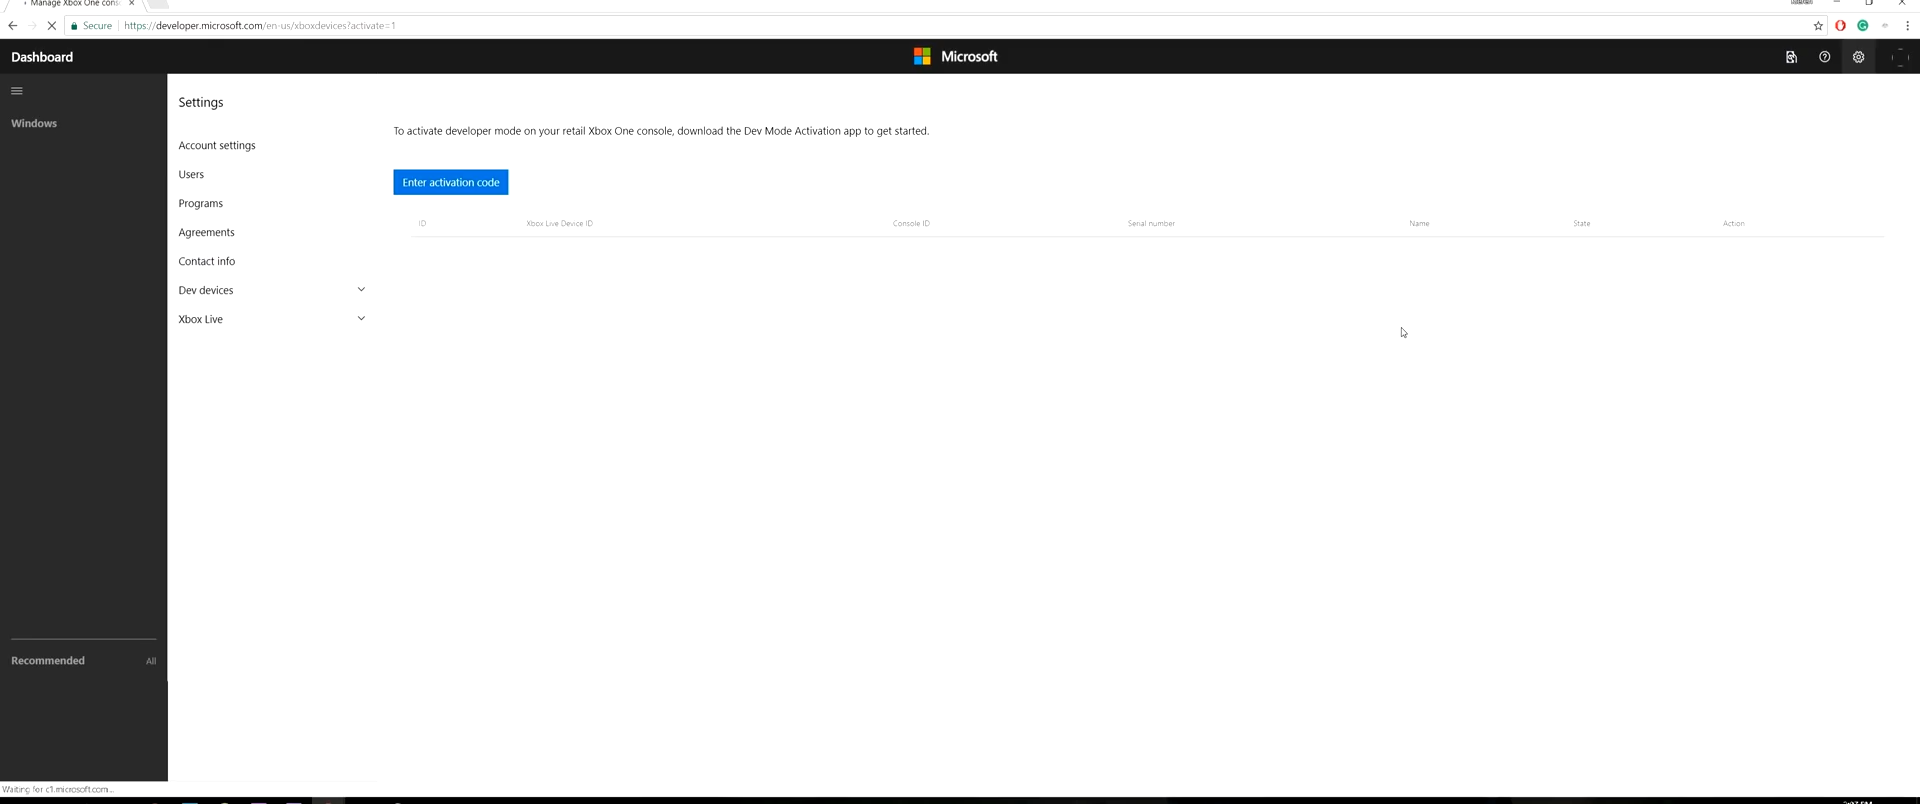 Manage Xbox One cons
Secure https://developer.microsoft.com/en-us/xboxdevices?activate=1
Dashboard
Microsoft
Windows
Settings
Account settings
Users
Programs
Agreements
Contact info
Dev devices
Xbox Live
To activate developer mode on your retail Xbox One console, download the Dev Mode Activation app to get started.
Enter activation code
ID Xbox Live Device ID Console ID Serial number Name State Action
Recommended All
Waiting for c1.microsoft.com...